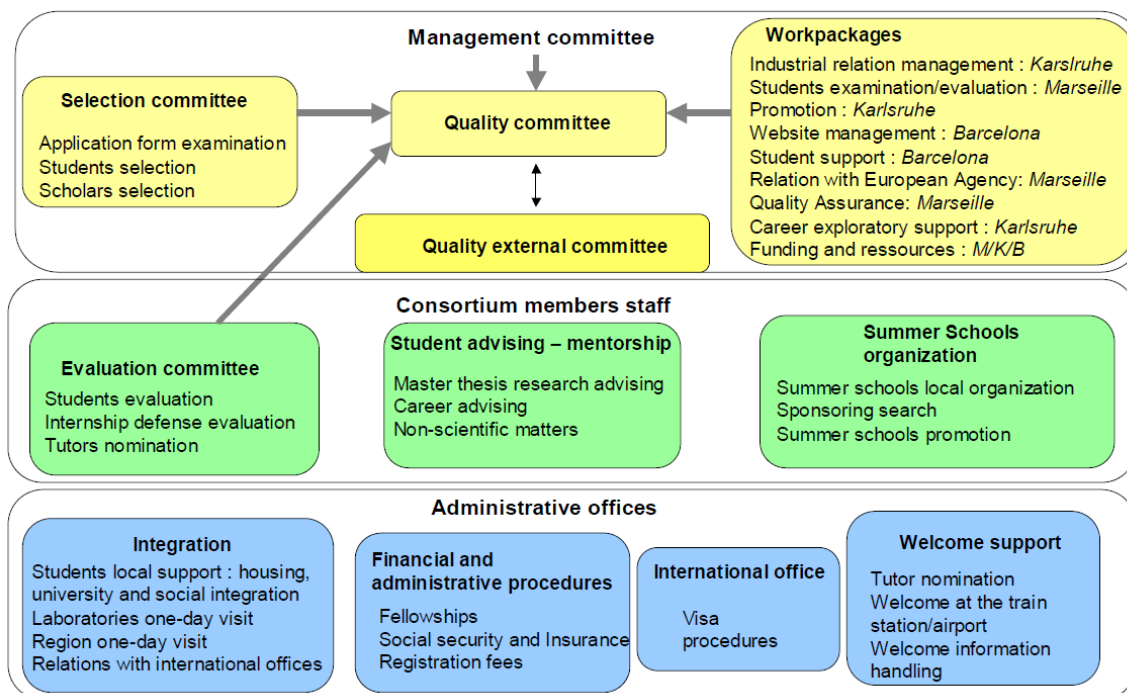 Management committee
Selection committee
Application form examination
Students selection
Scholars selection
Quality committee
Quality external committee
Workpackages
Industrial relation management : Karslruhe
Students examination/evaluation : Marseille
Promotion : Karlsruhe
Website management : Barcelona
Student support : Barcelona
Relation with European Agency: Marseille
Quality Assurance: Marseille
Career exploratory support : Karlsruhe
Funding and ressources : M/K/B
Consortium members staff
Evaluation committee
Students evaluation
Internship defense evaluation
Tutors nomination
Student advising – mentorship
Master thesis research advising
Career advising
Non-scientific matters
Summer Schools
organization
Summer schools local organization
Sponsoring search
Summer schools promotion
Administrative offices
Integration
Students local support : housing,
university and social integration
Laboratories one-day visit
Region one-day visit
Relations with international offices
Financial and
administrative procedures
Fellowships
Social security and Insurance
Registration fees
International office
Visa
procedures
Welcome support
Tutor nomination
Welcome at the train
station/airport
Welcome information
handling